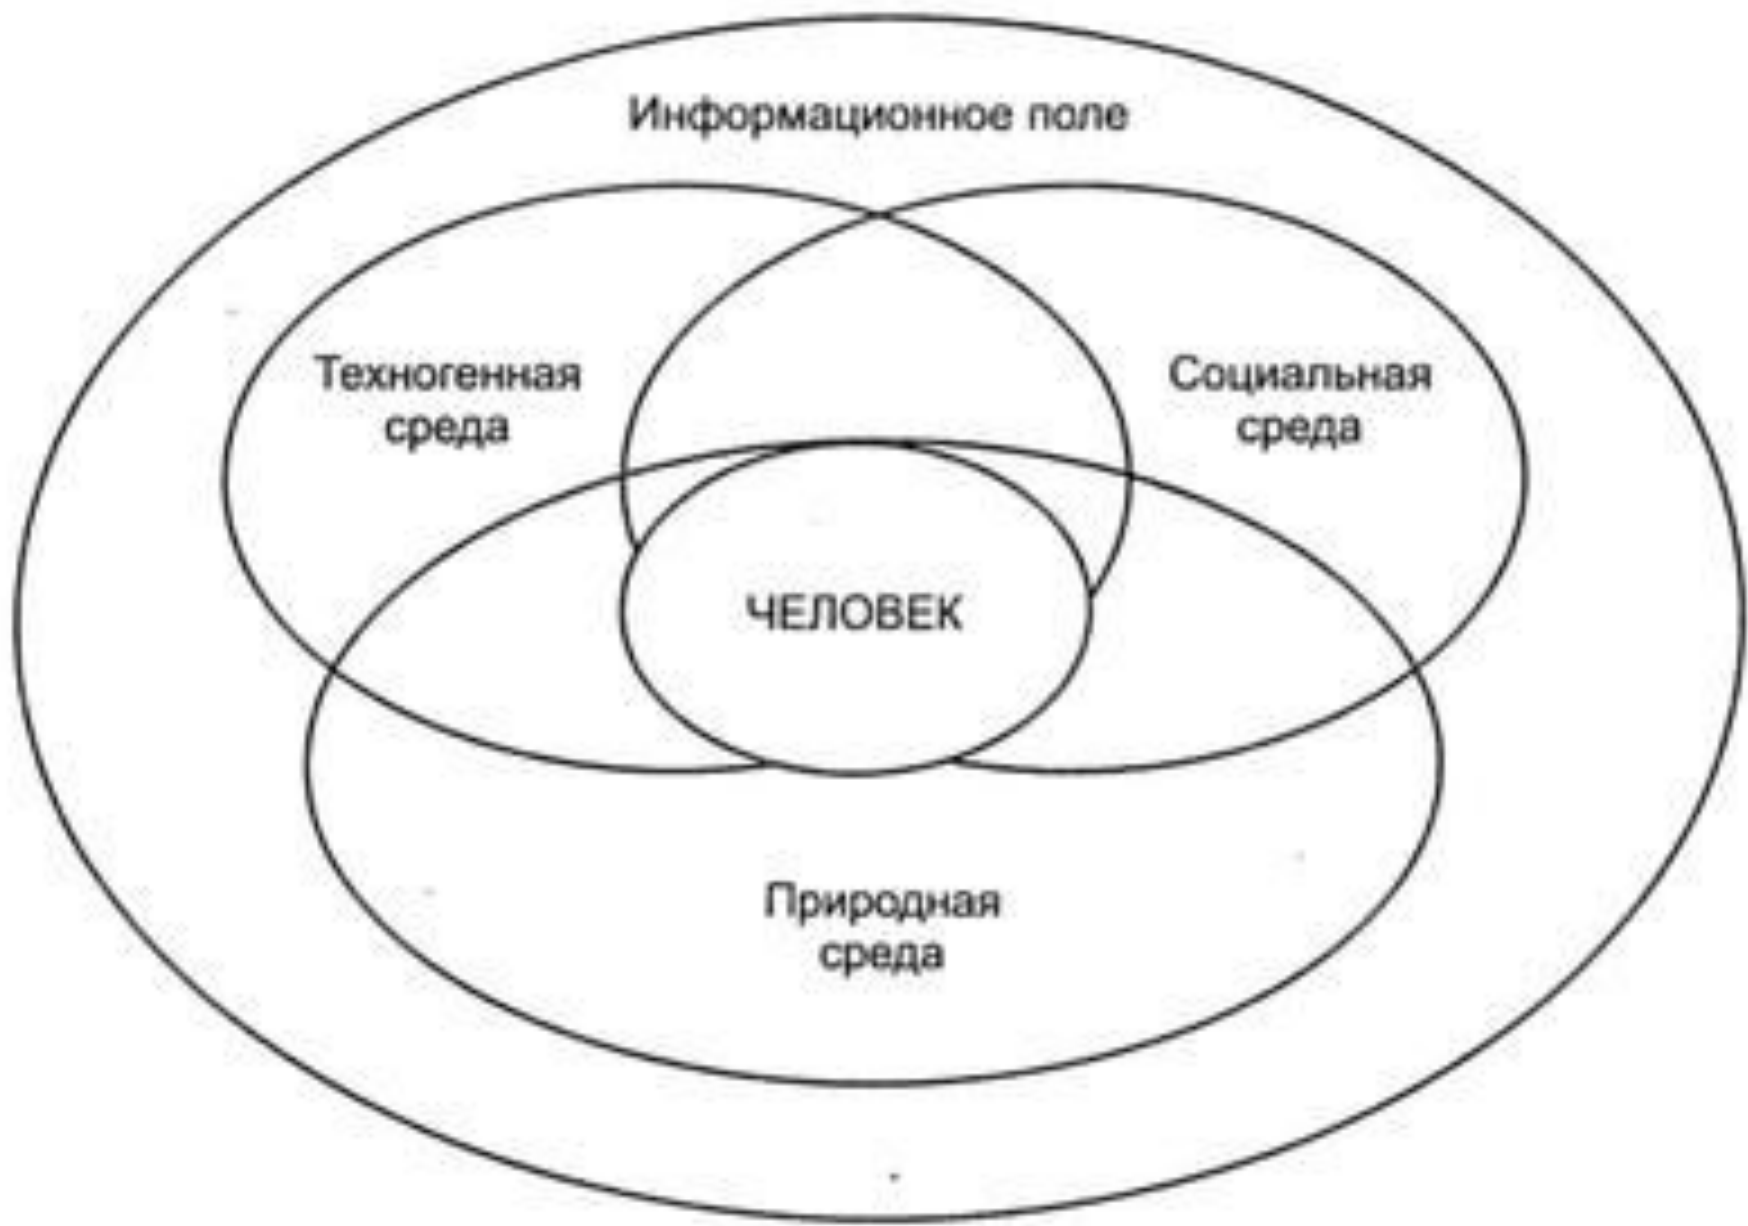 Информационное поле
Техногенная
среда
Социальная
среда
ЧЕЛОВЕК
Природная
среда